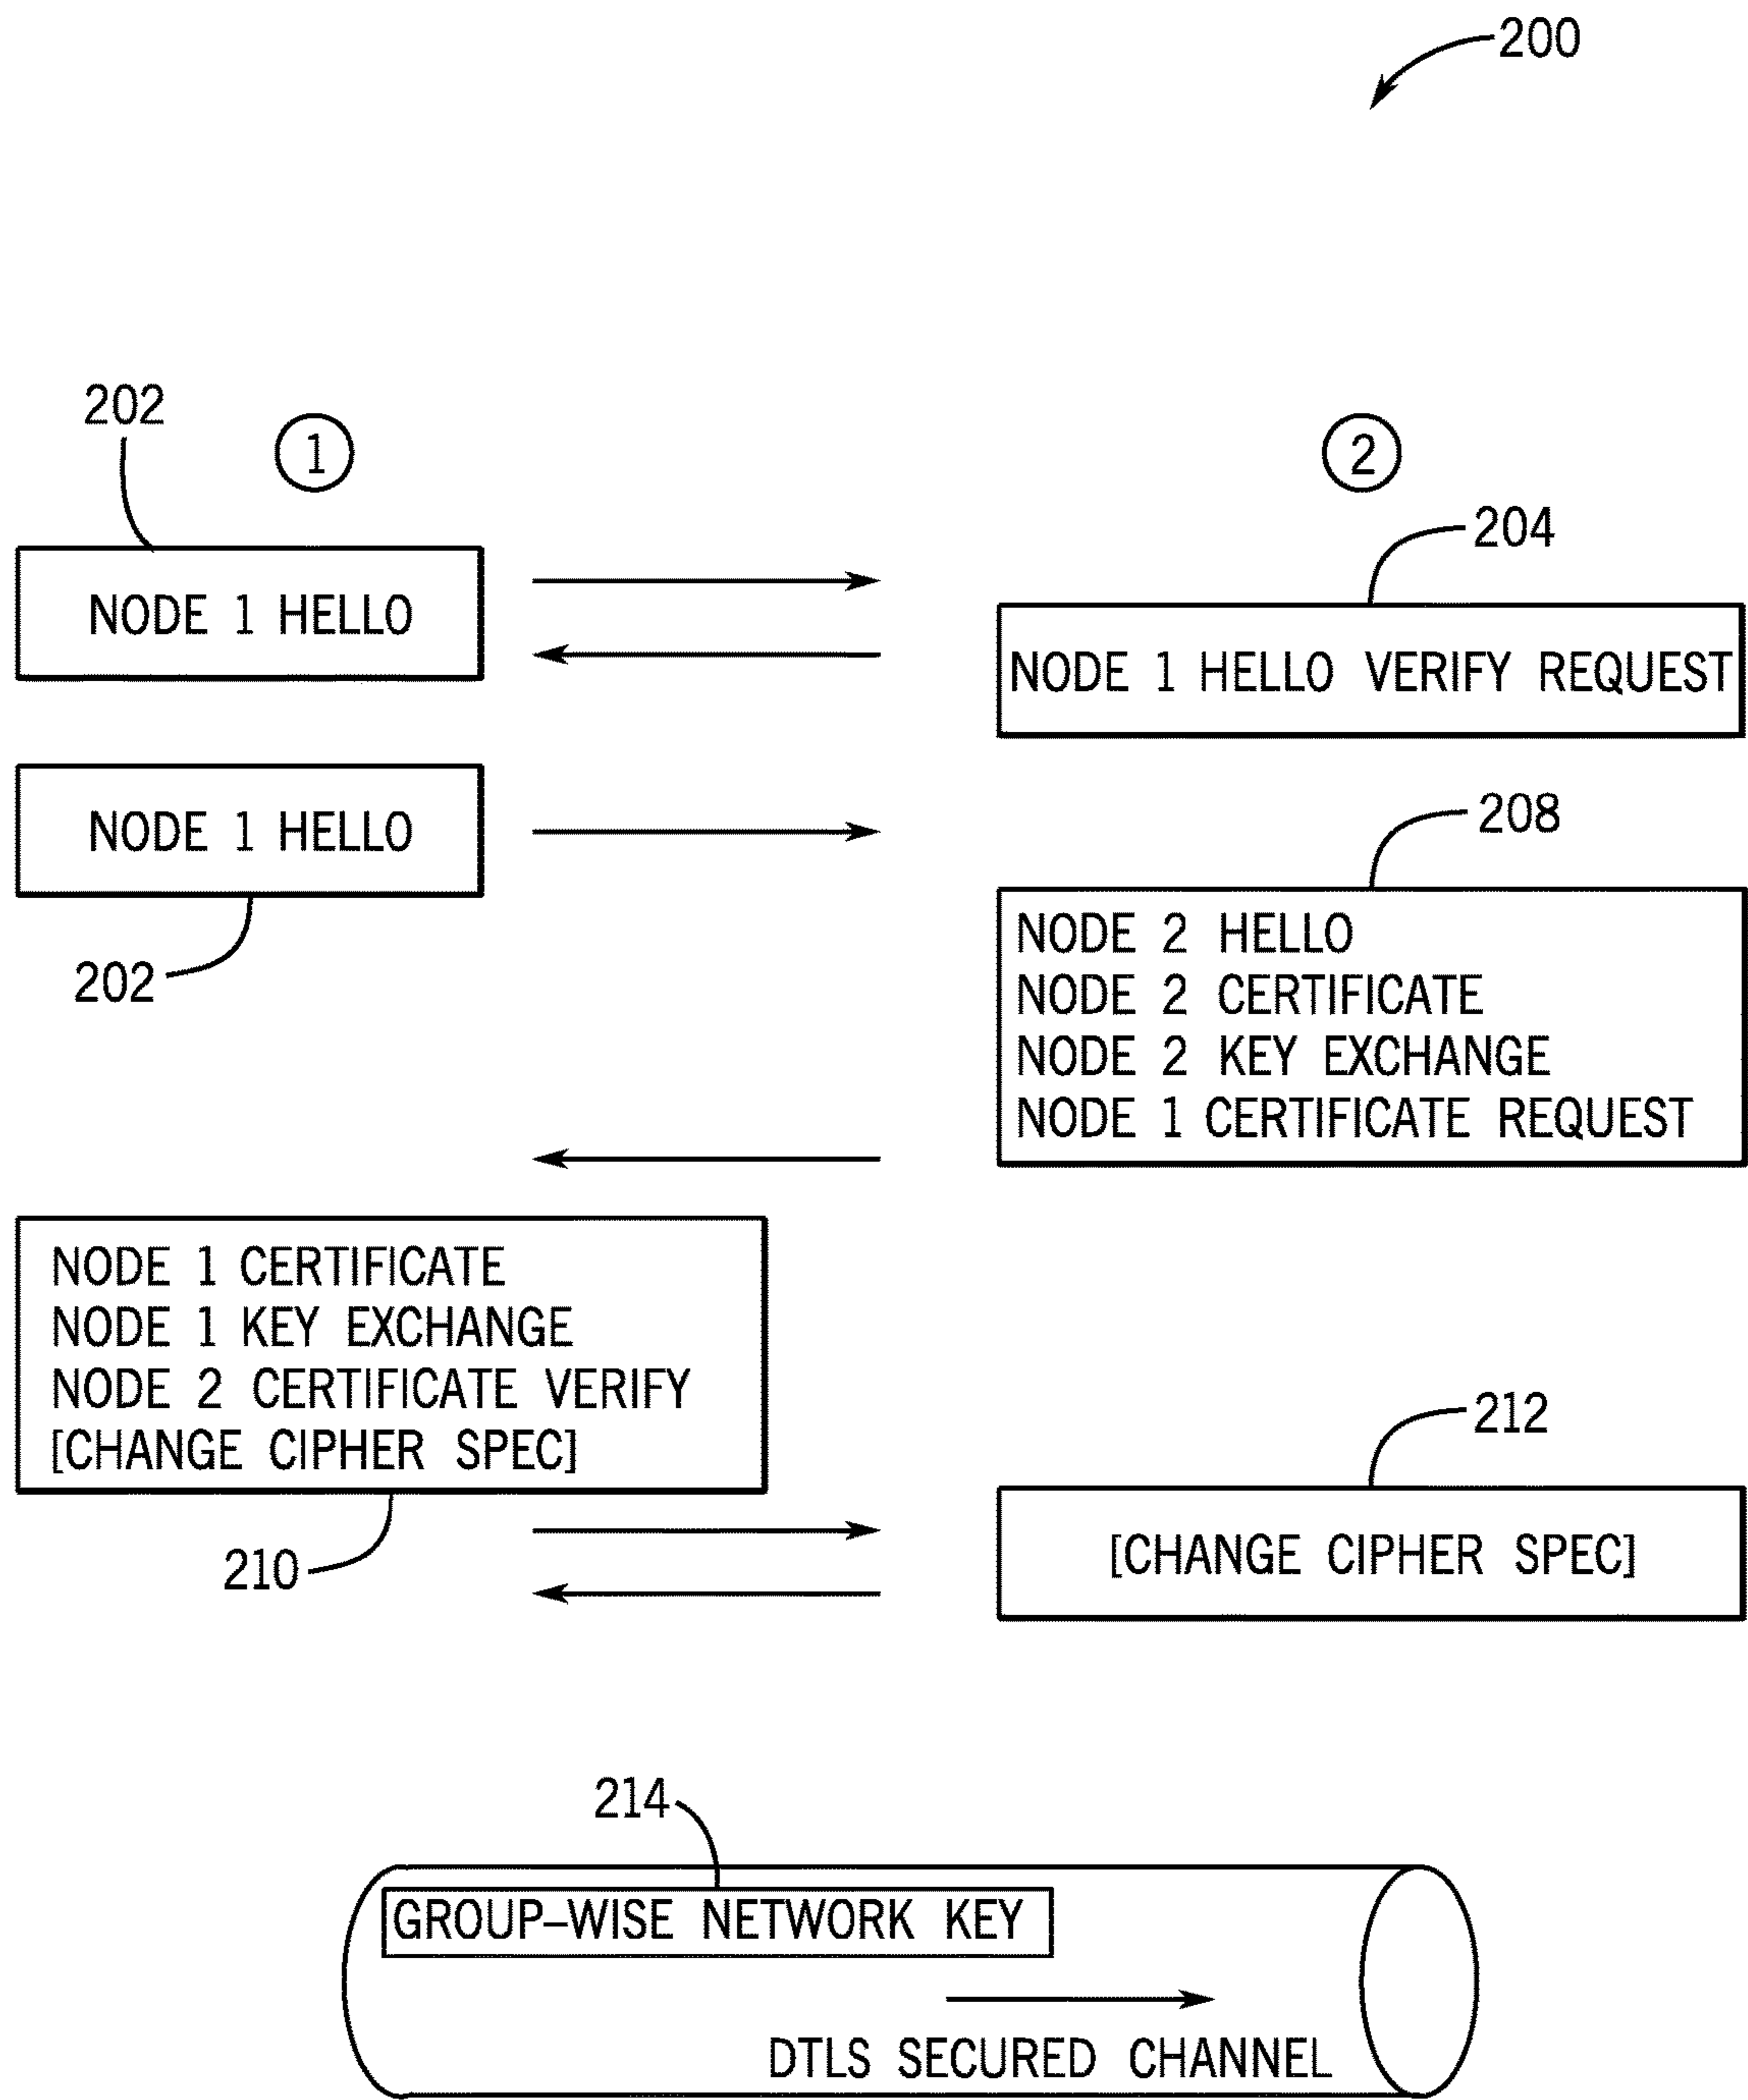 200
202
1
2
204
NODE 1 HELLO
NODE 1 HELLO VERIFY REQUEST
NODE 1 HELLO
208
202
NODE 2 HELLO
NODE 2 CERTIFICATE
NODE 2 KEY EXCHANGE
NODE 1 CERTIFICATE REQUEST
NODE 1 CERTIFICATE
NODE 1 KEY EXCHANGE
NODE 2 CERTIFICATE VERIFY
[CHANGE CIPHER SPEC]
210
212
[CHANGE CIPHER SPEC]
214
GROUP–WISE NETWORK KEY
DTLS SECURED CHANNEL